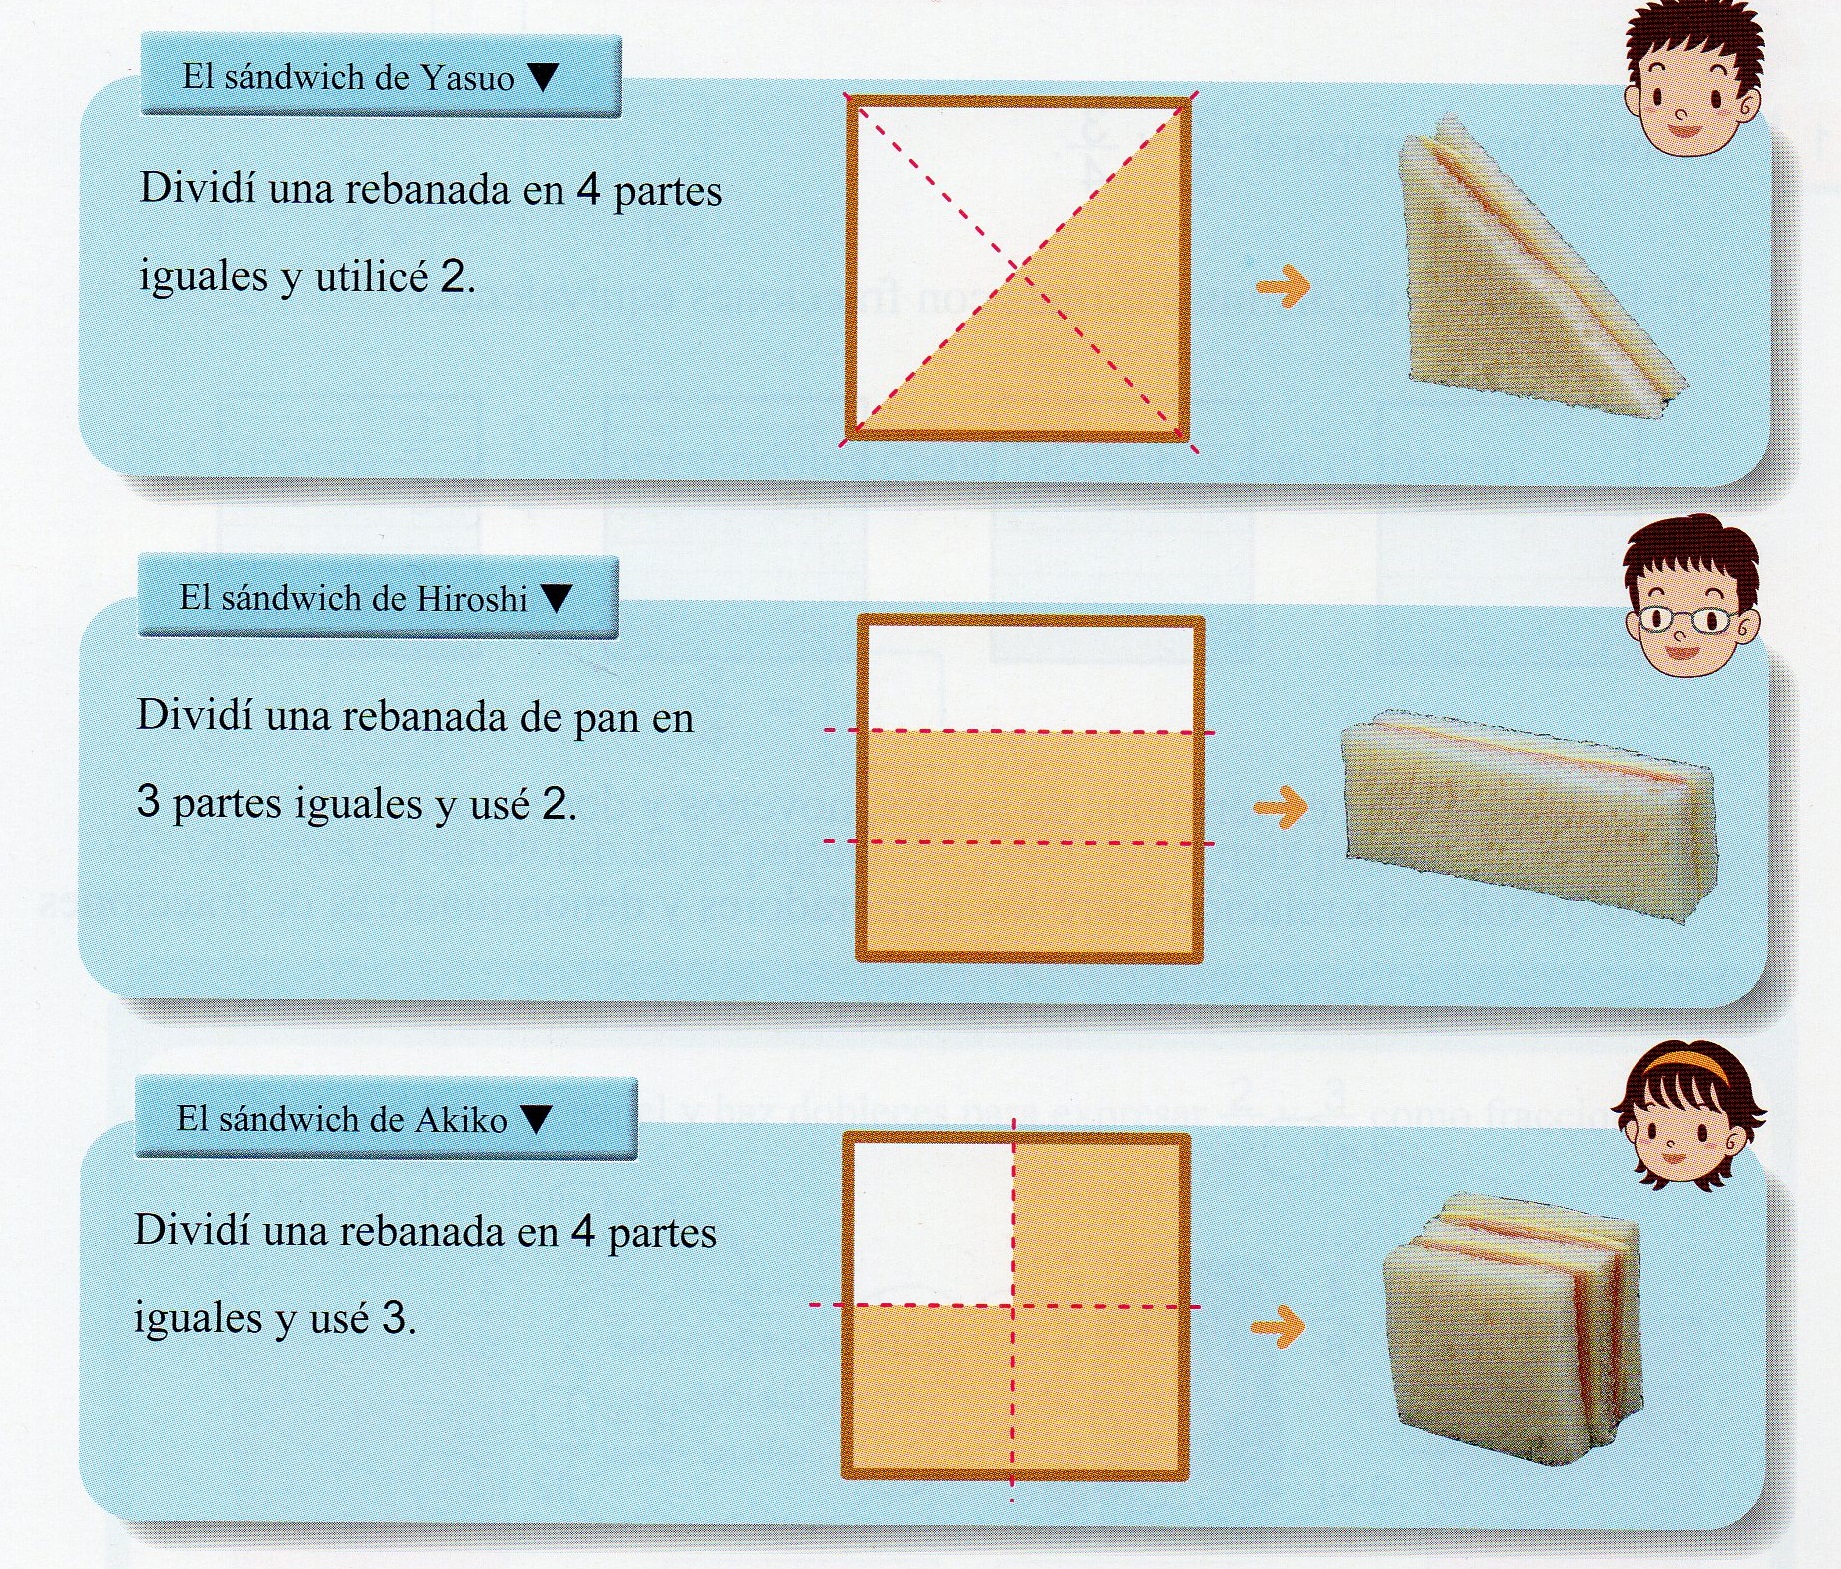 El sándwich de Yasuo ▼
Dividí una rebanada en 4 partes
iguales y utilicé 2.
El sándwich de Hiroshi ▼
Dividí una rebanada de pan en
3 partes iguales y usé 2.
El sándwich de Akiko ▼
Dividí una rebanada en 4 partes
iguales y usé 3.